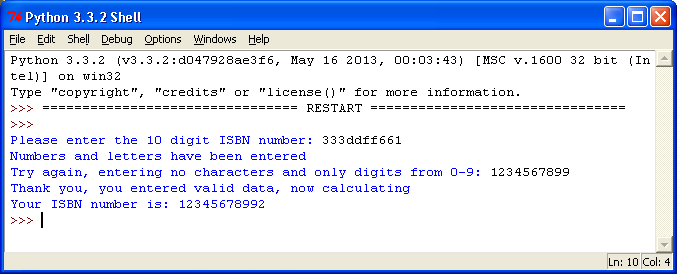 Python 3.3.2 Shell
File Edit Shell Debug Options Windows Help
Python 3.3.2 (v3.3.2:d047928ae3f6, May 16 2013, 00:03:43) [MSC v.1600 32 bit (In
tel)] on win32
Type "copyright", "credits" or "license()" for more information.
>>> ================================ RESTART ================================
>>>
Please enter the 10 digit ISBN number: 333ddff661
Numbers and letters have been entered
Try again, entering no characters and only digits from 0-9: 1234567899
Thank you, you entered valid data, now calculating
Your ISBN number is: 12345678992
>>>
Ln: 10 Col: 4